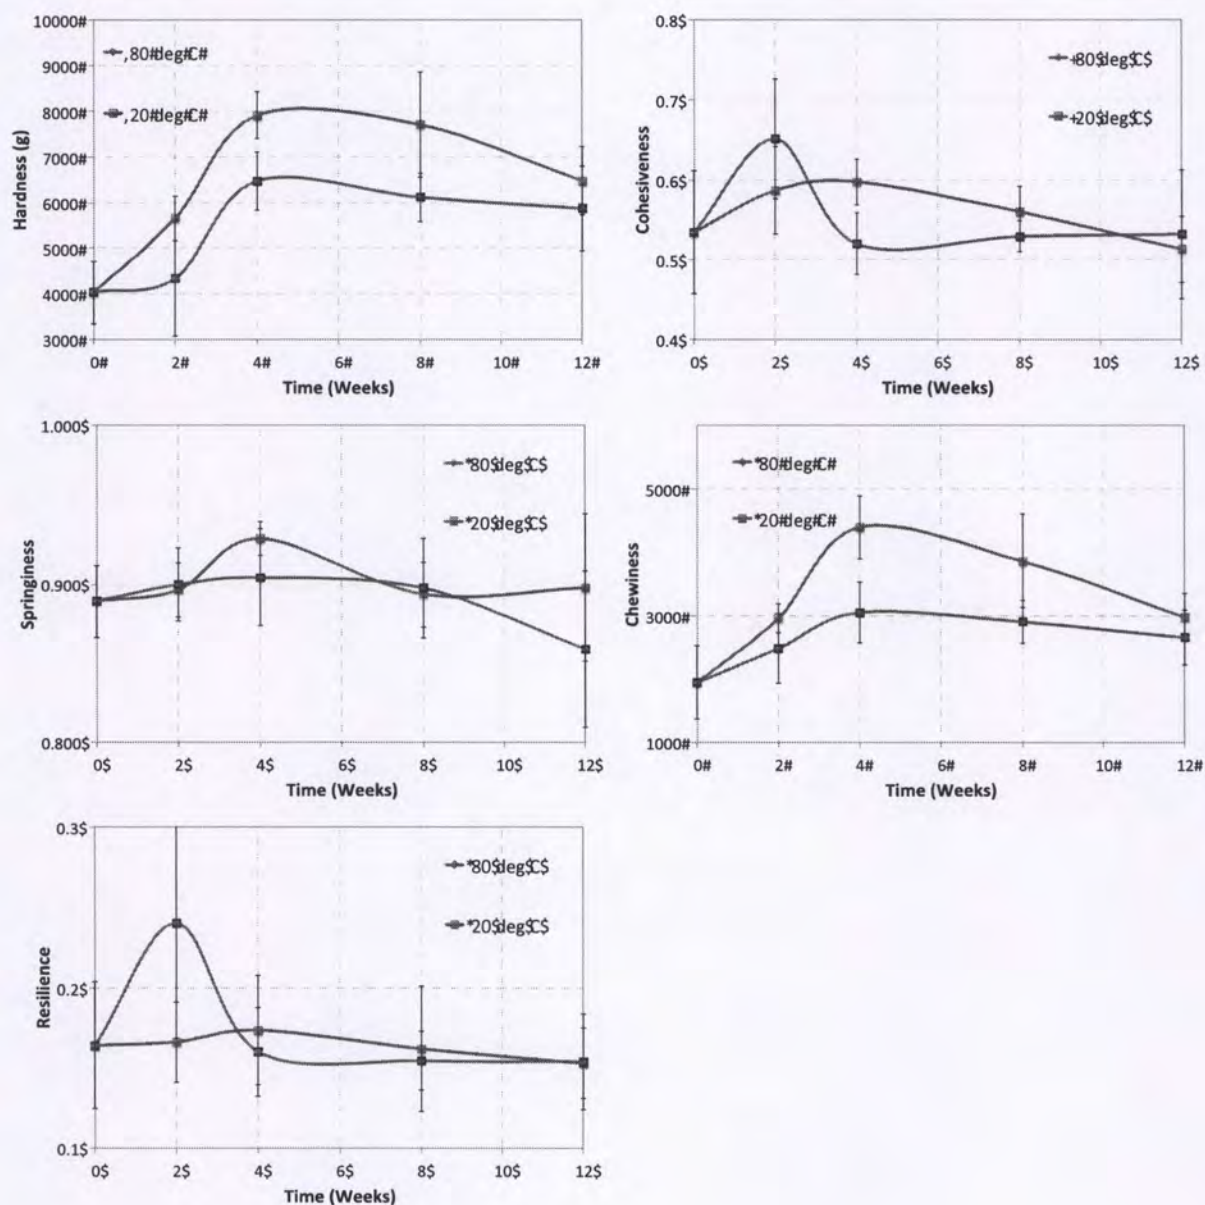 10000#
9000#
8000#
7000#
6000#
5000#
4000#
3000#
Hardness (g)
,80#deg#C#
,20#deg#C#
0# 2# 4# 6# 8# 10# 12#
Time (Weeks)
0.8$
0.7$
0.6$
0.5$
0.4$
Cohesiveness
+80$deg$C$
+20$deg$C$
0$ 2$ 4$ 6$ 8$ 10$ 12$
Time (Weeks)
1.000$
0.900$
0.800$
Springiness
*80$deg$C$
*20$deg$C$
0$ 2$ 4$ 6$ 8$ 10$ 12$
Time (Weeks)
5000#
3000#
1000#
Chewiness
*80#deg#C#
*20#deg#C#
0# 2# 4# 6# 8# 10# 12#
Time (Weeks)
0.3$
0.2$
0.1$
Resilience
*80$deg$C$
*20$deg$C$
0$ 2$ 4$ 6$ 8$ 10$ 12$
Time (Weeks)